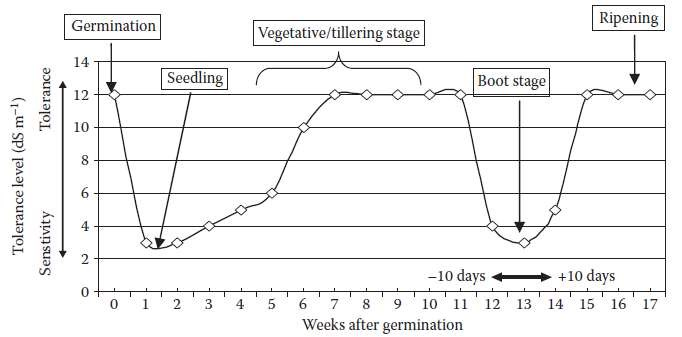 Germination
Ripening
Vegetative/tillering stage
Seedling
Boot stage
Tolerance level (dS m⁻¹)
Senstivity
Tolerance
14
12
10
8
6
4
2
0
−10 days
+10 days
0 1 2 3 4 5 6 7 8 9 10 11 12 13 14 15 16 17
Weeks after germination